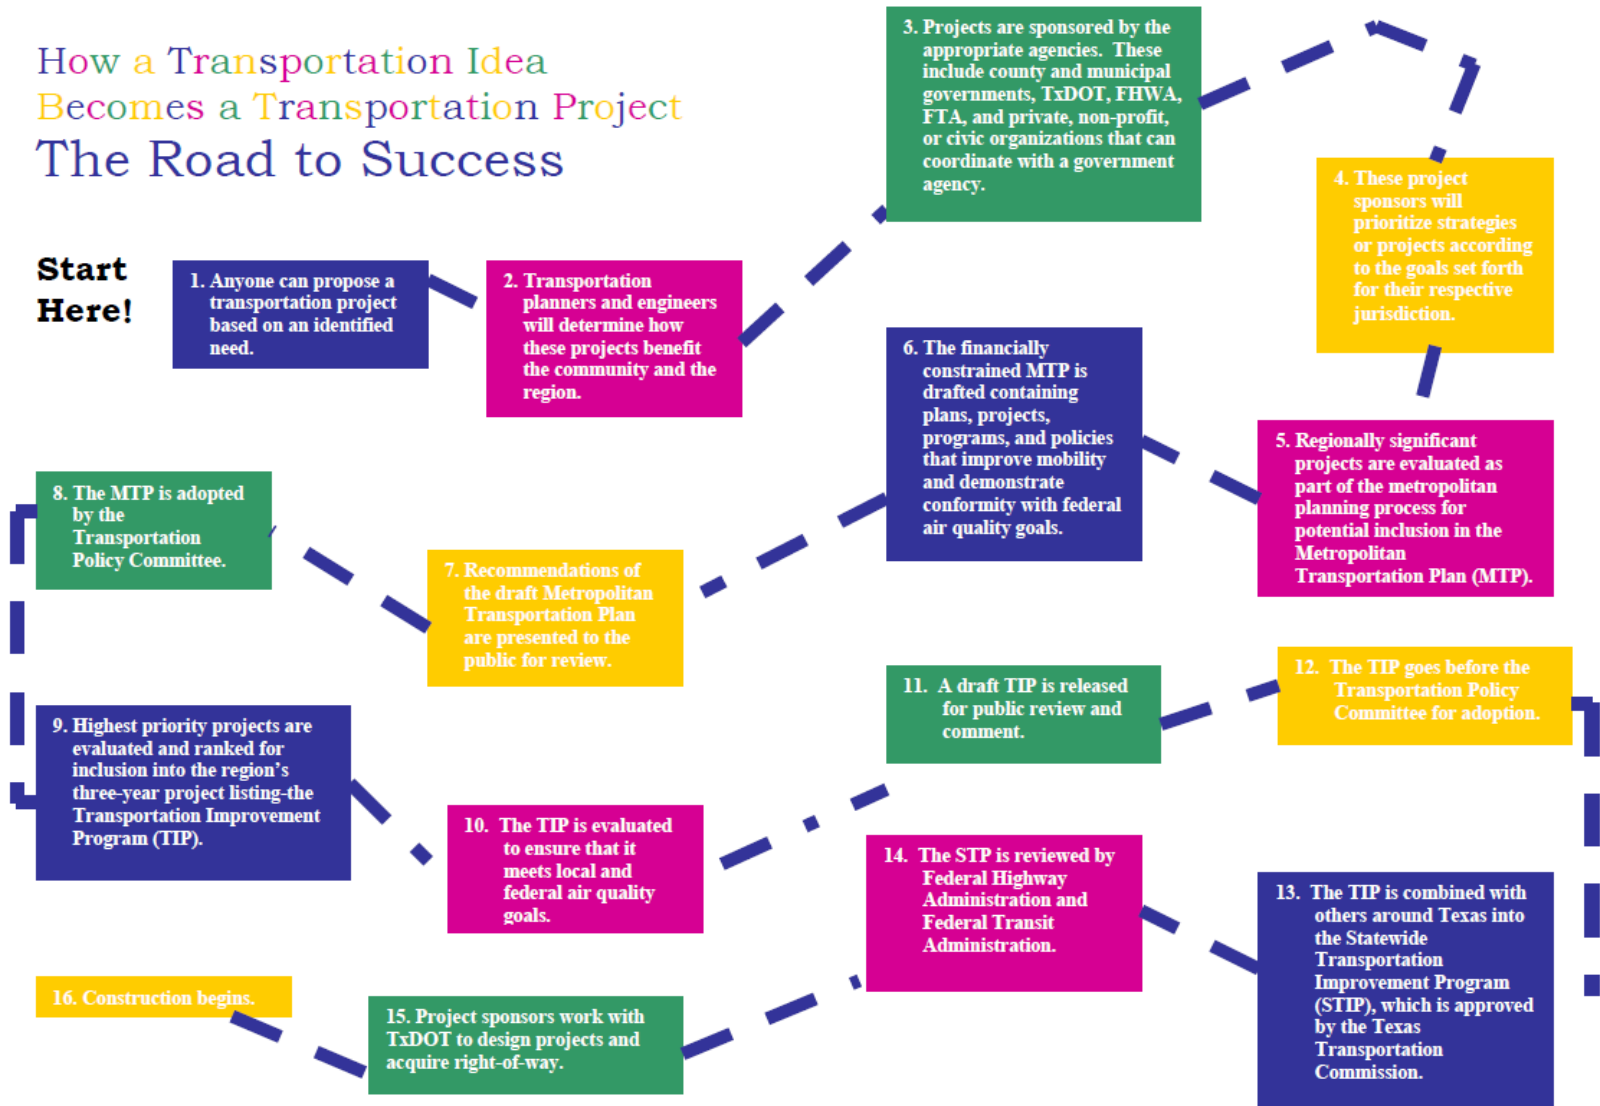 How a Transportation Idea
Becomes a Transportation Project
The Road to Success
Start
Here!
1. Anyone can propose a
transportation project
based on an identified
need.
2. Transportation
planners and engineers
will determine how
these projects benefit
the community and the
region.
3. Projects are sponsored by the
appropriate agencies. These
include county and municipal
governments, TxDOT, FHWA,
FTA, and private, non-profit,
or civic organizations that can
coordinate with a government
agency.
4. These project
sponsors will
prioritize strategies
or projects according
to the goals set forth
for their respective
jurisdiction.
5. Regionally significant
projects are evaluated as
part of the metropolitan
planning process for
potential inclusion in the
Metropolitan
Transportation Plan (MTP).
6. The financially
constrained MTP is
drafted containing
plans, projects,
programs, and policies
that improve mobility
and demonstrate
conformity with federal
air quality goals.
7. Recommendations of
the draft Metropolitan
Transportation Plan
are presented to the
public for review.
8. The MTP is adopted
by the
Transportation
Policy Committee.
9. Highest priority projects are
evaluated and ranked for
inclusion into the region's
three-year project listing-the
Transportation Improvement
Program (TIP).
10. The TIP is evaluated
to ensure that it
meets local and
federal air quality
goals.
11. A draft TIP is released
for public review and
comment.
12. The TIP goes before the
Transportation Policy
Committee for adoption.
13. The TIP is combined with
others around Texas into
the Statewide
Transportation
Improvement Program
(STIP), which is approved
by the Texas
Transportation
Commission.
14. The STP is reviewed by
Federal Highway
Administration and
Federal Transit
Administration.
15. Project sponsors work with
TxDOT to design projects and
acquire right-of-way.
16. Construction begins.